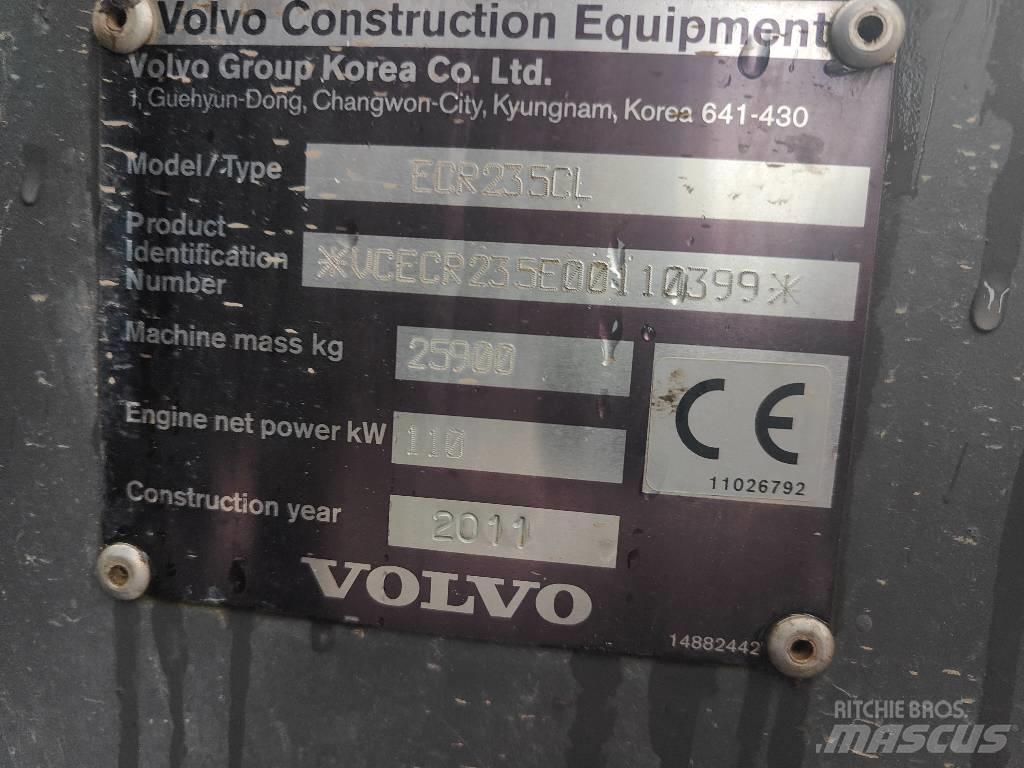 Volvo Construction Equipment
Volvo Group Korea Co. Ltd.
1, Guehyun-Dong, Changwon-City, Kyungnam, Korea 641-430
Model/Type ECR235CL
Product
Identification
Number *VCECR235E00110399*
Machine mass kg 25900
Engine net power kW 110
CE
11026792
Construction year 2011
VOLVO
14882442
RITCHIE BROS.
MASCUS